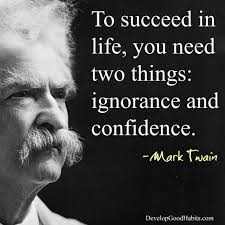 To succeed in
life, you need
two things:
ignorance and
confidence.
-Mark Twain
DevelopGoodHabits.com